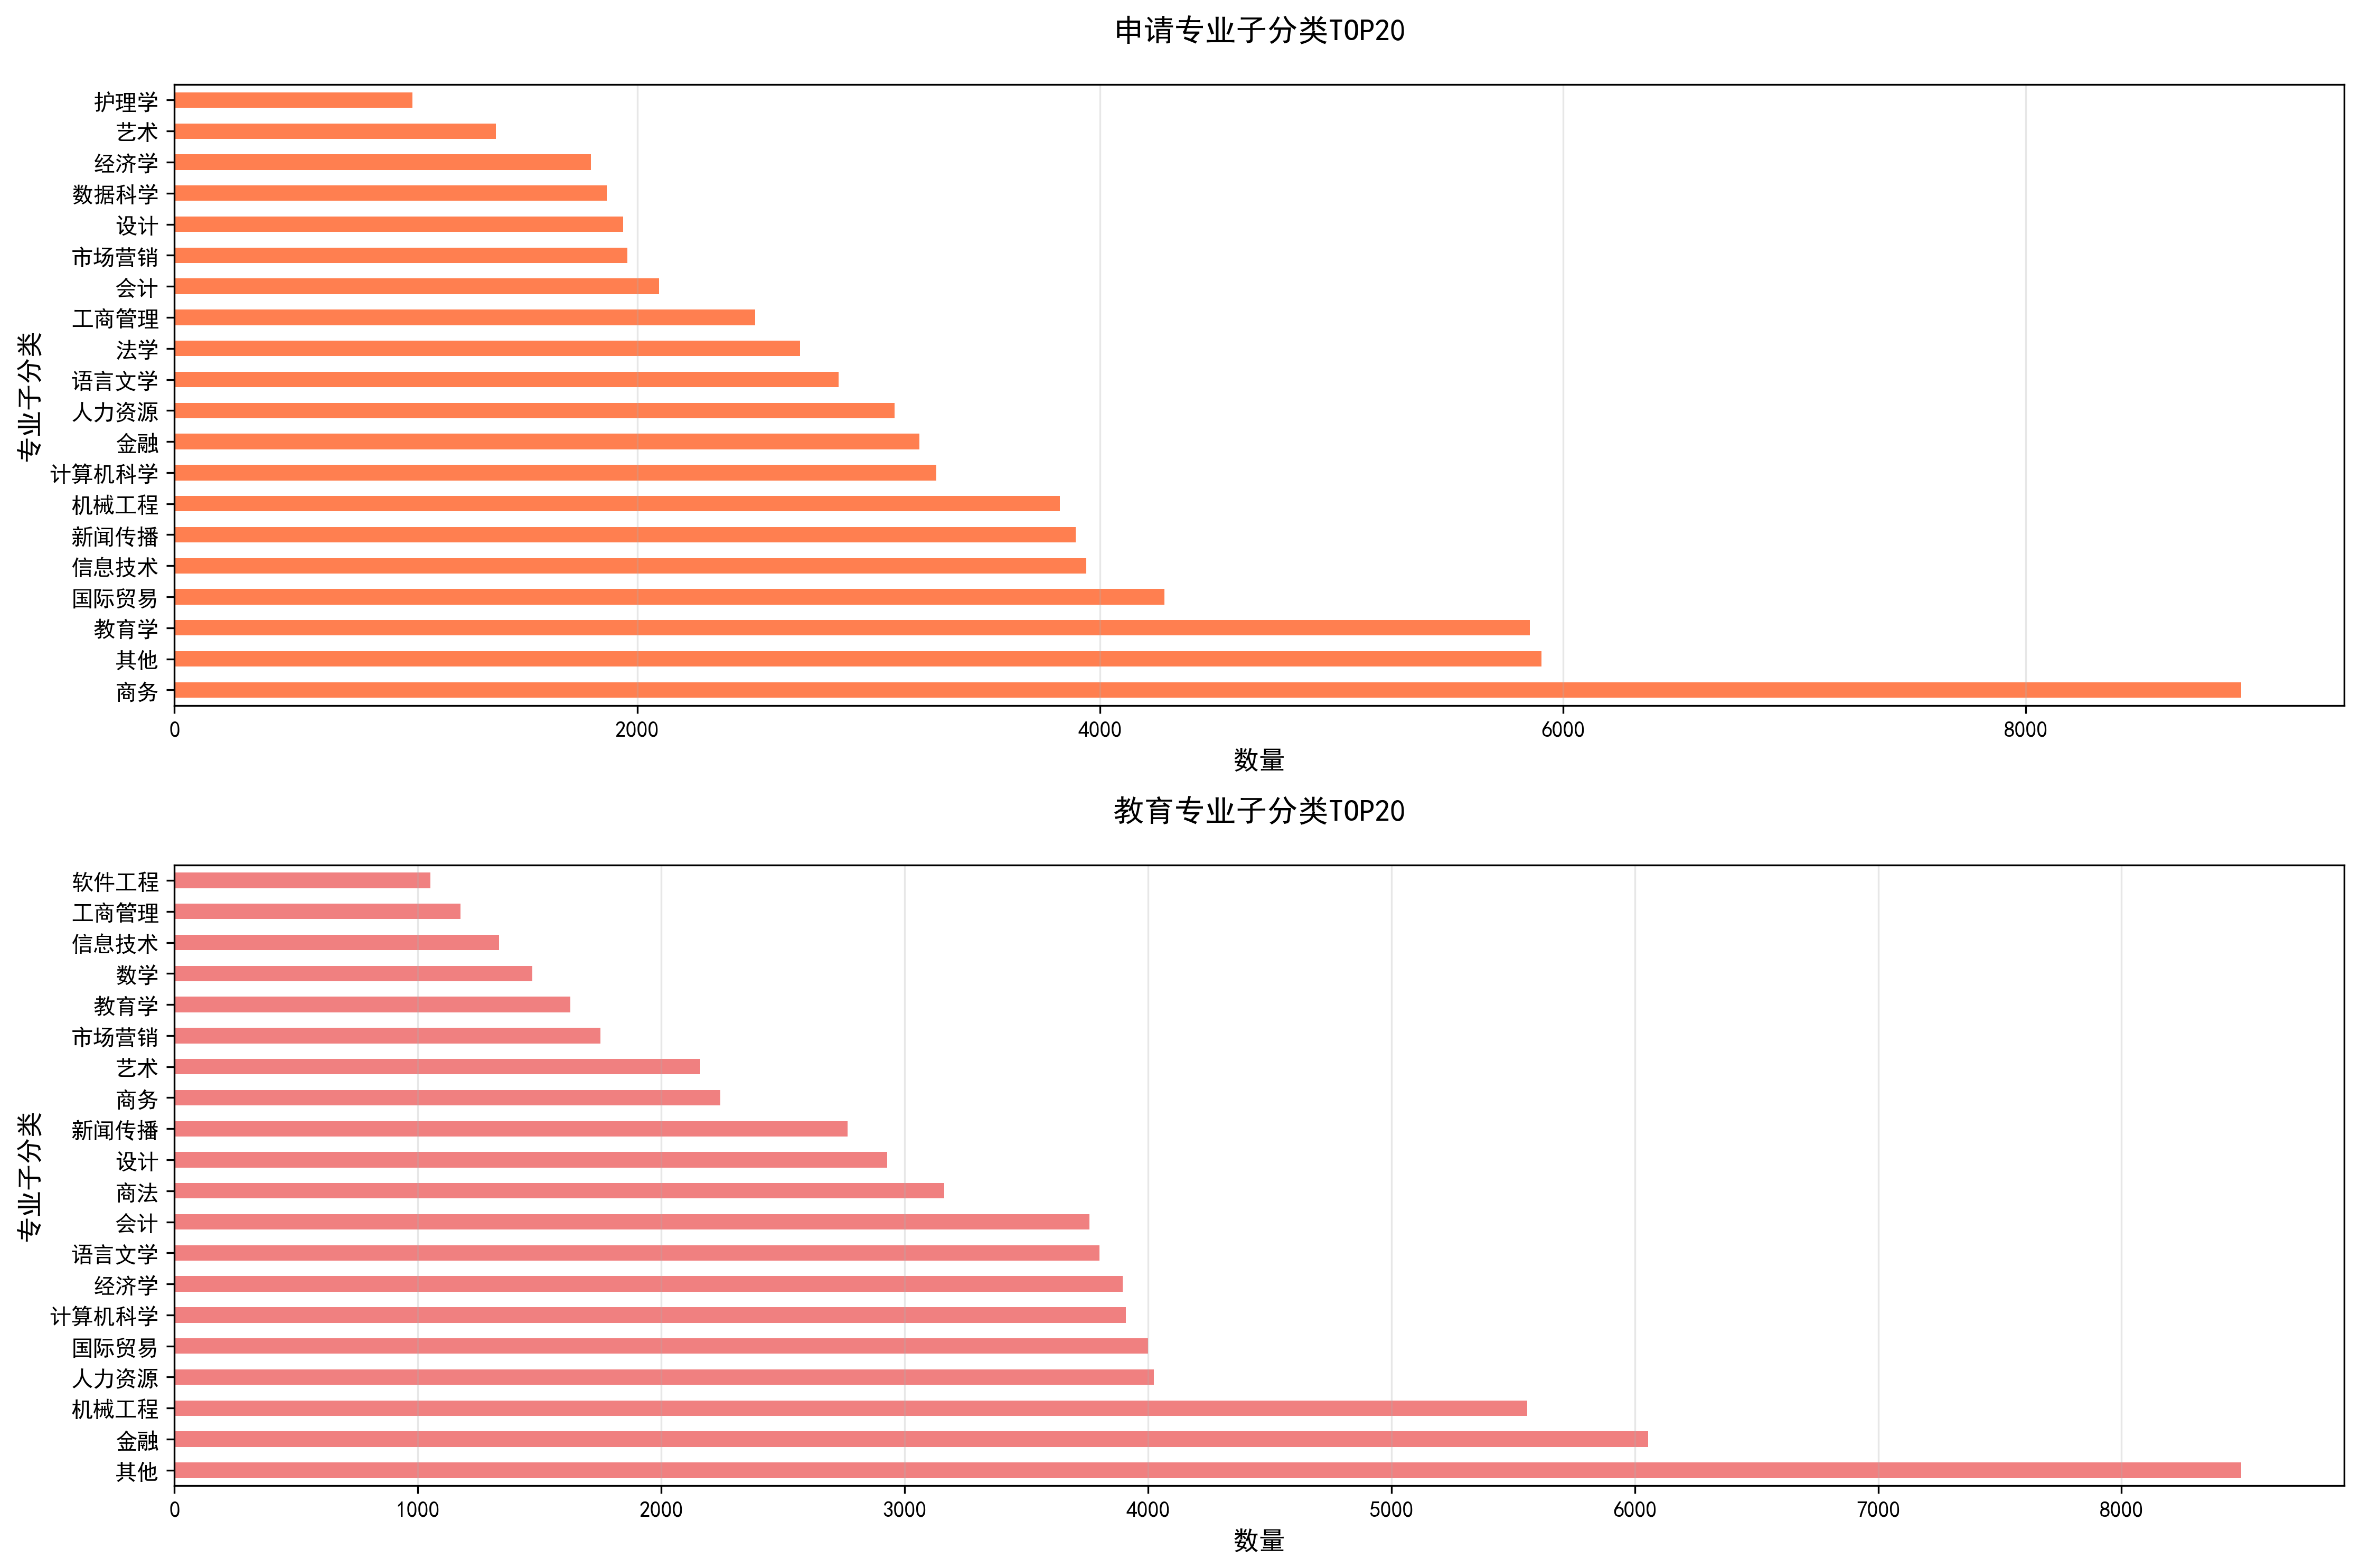 申请专业子分类TOP20
专业子分类
护理学
艺术
经济学
数据科学
设计
市场营销
会计
工商管理
法学
语言文学
人力资源
金融
计算机科学
机械工程
新闻传播
信息技术
国际贸易
教育学
其他
商务
0 2000 4000 6000 8000
数量
教育专业子分类TOP20
专业子分类
软件工程
工商管理
信息技术
数学
教育学
市场营销
艺术
商务
新闻传播
设计
商法
会计
语言文学
经济学
计算机科学
国际贸易
人力资源
机械工程
金融
其他
0 1000 2000 3000 4000 5000 6000 7000 8000
数量